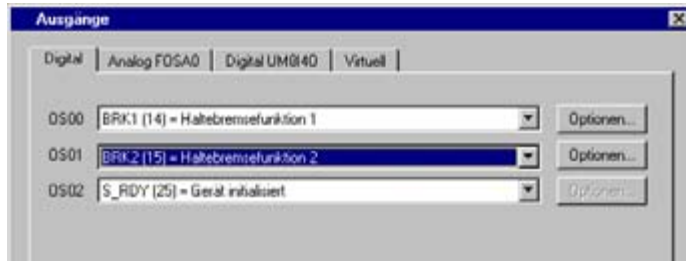 Ausgänge
Digital Analog FOSA0 Digital UM8I4O Virtuell
OS00 BRK1 (14) = Haltebremsefunktion 1 Optionen...
OS01 BRK2 (15) = Haltebremsefunktion 2 Optionen...
OS02 S_RDY (25) = Gerät initialisiert Optionen...